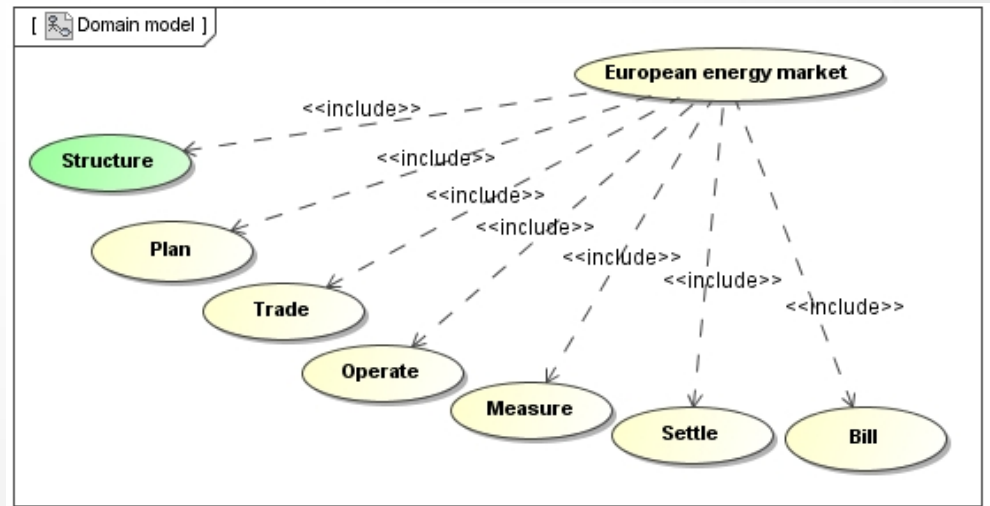 [ Domain model ]
European energy market
<<include>>
Structure
<<include>>
<<include>>
<<include>>
Plan
<<include>>
<<include>>
Trade
<<include>>
Operate
Measure
Settle
Bill